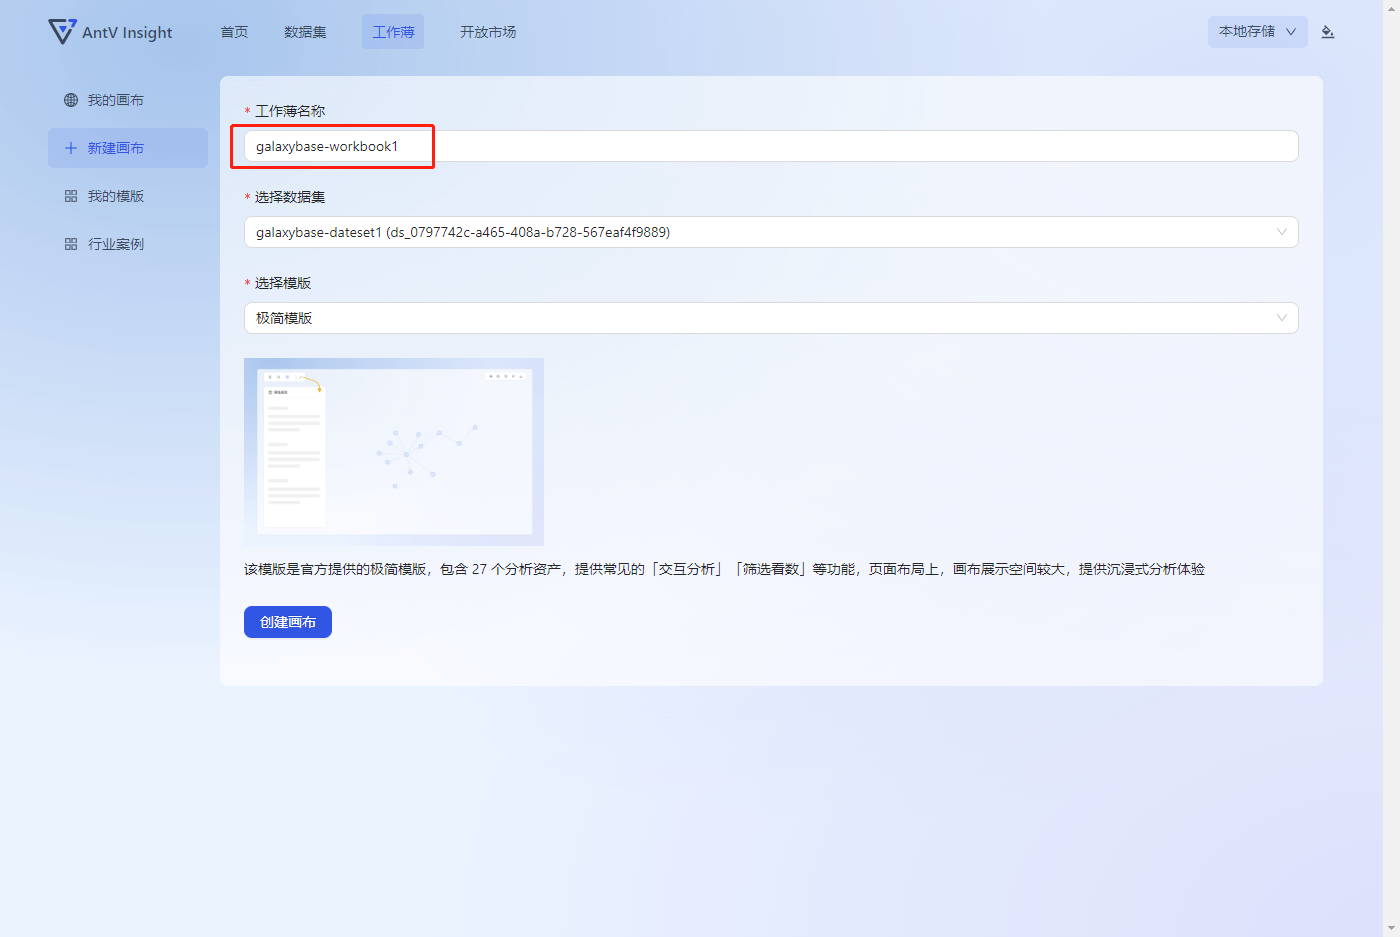 AntV Insight
首页
数据集
工作薄
开放市场
本地存储
我的画布
新建画布
我的模版
行业案例
* 工作薄名称
galaxybase-workbook1
* 选择数据集
galaxybase-dateset1 (ds_0797742c-a465-408a-b728-567eaf4f9889)
* 选择模版
极简模版
该模版是官方提供的极简模版，包含 27 个分析资产，提供常见的「交互分析」「筛选看数」等功能，页面布局上，画布展示空间较大，提供沉浸式分析体验
创建画布